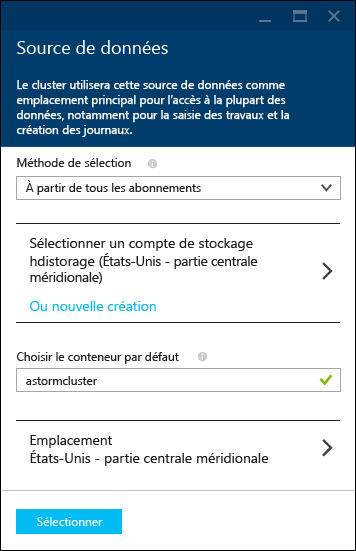 Source de données
Le cluster utilisera cette source de données comme
emplacement principal pour l'accès à la plupart des
données, notamment pour la saisie des travaux et la
création des journaux.
Méthode de sélection
À partir de tous les abonnements
Sélectionner un compte de stockage
hdistorage (États-Unis - partie centrale
méridionale)
Ou nouvelle création
Choisir le conteneur par défaut
astormcluster
Emplacement
États-Unis - partie centrale méridionale
Sélectionner